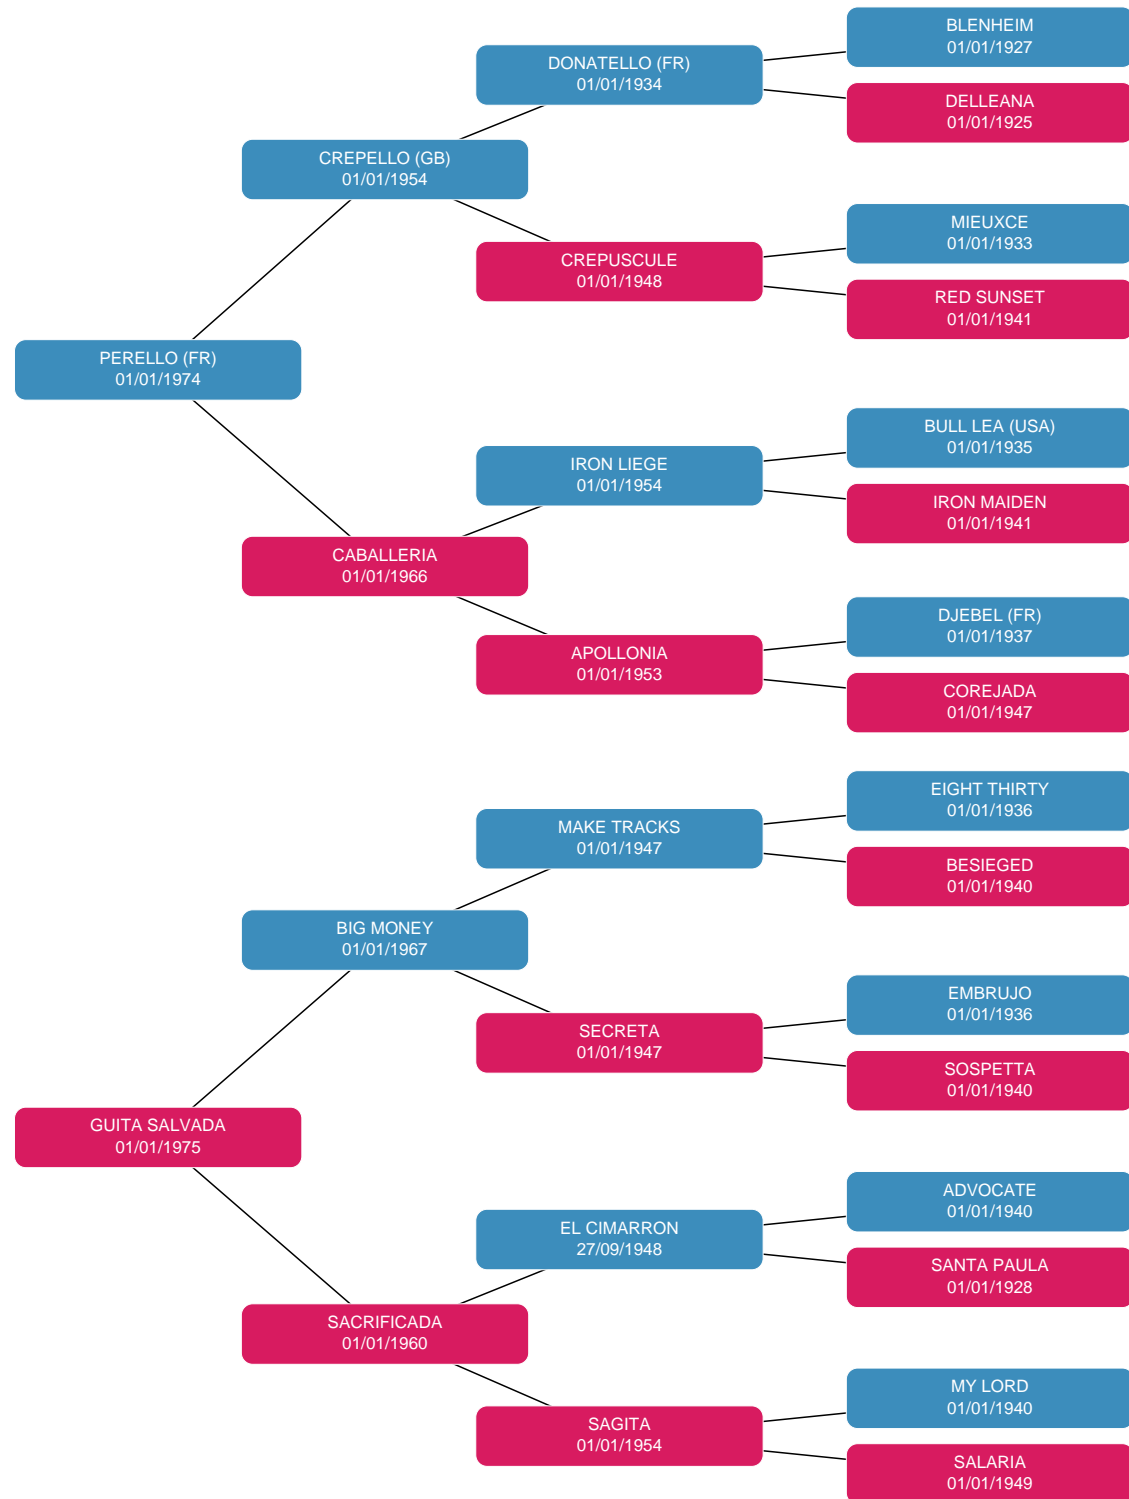 BLENHEIM
01/01/1927
DONATELLO (FR)
01/01/1934
DELLEANA
01/01/1925
CREPELLO (GB)
01/01/1954
MIEUXCE
01/01/1933
CREPUSCULE
01/01/1948
RED SUNSET
01/01/1941
PERELLO (FR)
01/01/1974
BULL LEA (USA)
01/01/1935
IRON LIEGE
01/01/1954
IRON MAIDEN
01/01/1941
CABALLERIA
01/01/1966
DJEBEL (FR)
01/01/1937
APOLLONIA
01/01/1953
COREJADA
01/01/1947
EIGHT THIRTY
01/01/1936
MAKE TRACKS
01/01/1947
BESIEGED
01/01/1940
BIG MONEY
01/01/1967
EMBRUJO
01/01/1936
SECRETA
01/01/1947
SOSPETTA
01/01/1940
GUITA SALVADA
01/01/1975
ADVOCATE
01/01/1940
EL CIMARRON
27/09/1948
SANTA PAULA
01/01/1928
SACRIFICADA
01/01/1960
MY LORD
01/01/1940
SAGITA
01/01/1954
SALARIA
01/01/1949